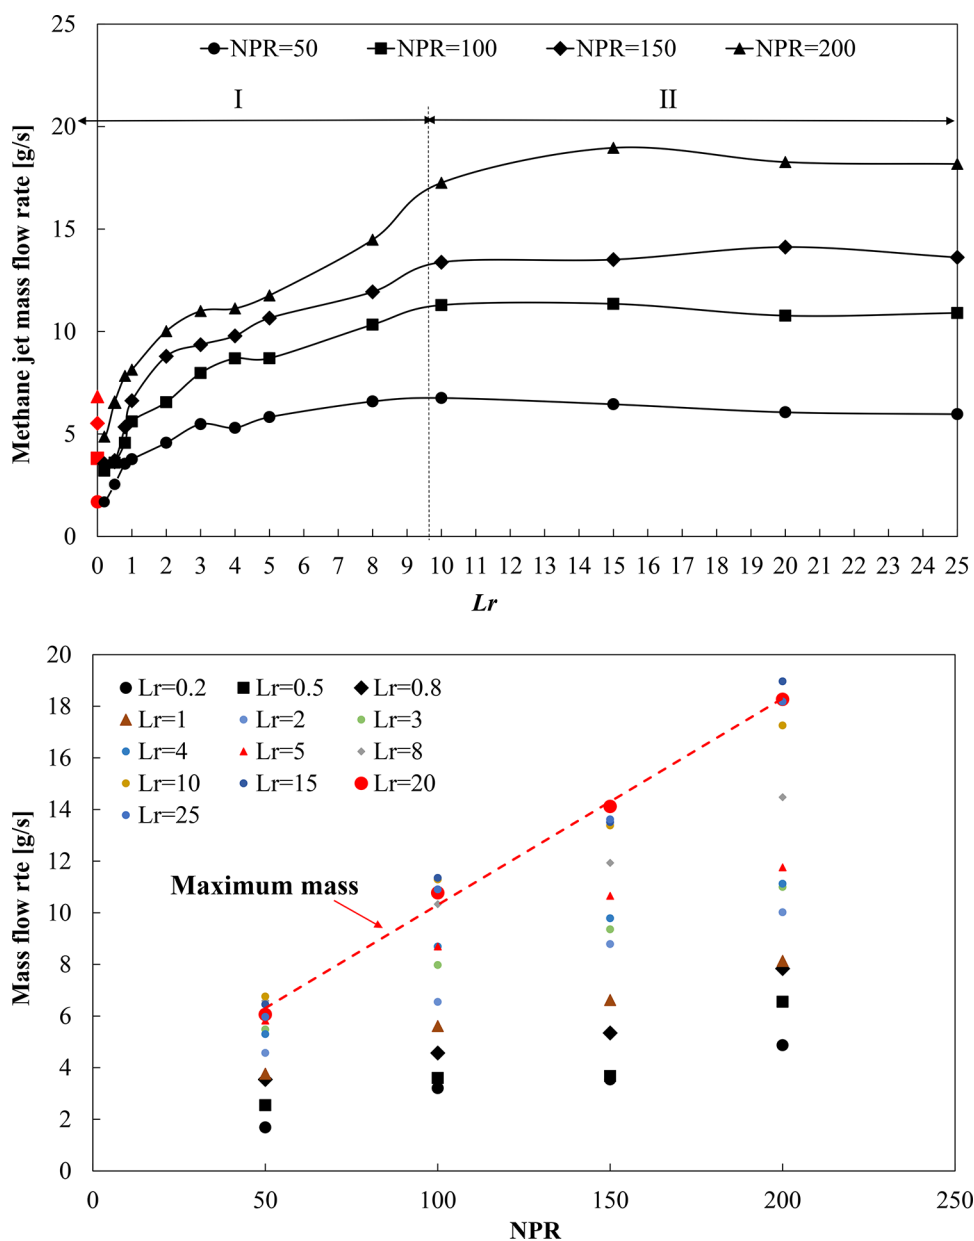 25
NPR=50 NPR=100 NPR=150 NPR=200
I II
20
15
10
5
0
Methane jet mass flow rate [g/s]
0 1 2 3 4 5 6 7 8 9 10 11 12 13 14 15 16 17 18 19 20 21 22 23 24 25
Lr
20
Lr=0.2 Lr=0.5 Lr=0.8
18
Lr=1 Lr=2 Lr=3
16
Lr=4 Lr=5 Lr=8
Lr=10 Lr=15 Lr=20
14
Lr=25
12
Maximum mass
10
8
6
4
2
0
Mass flow rte [g/s]
0 50 100 150 200 250
NPR